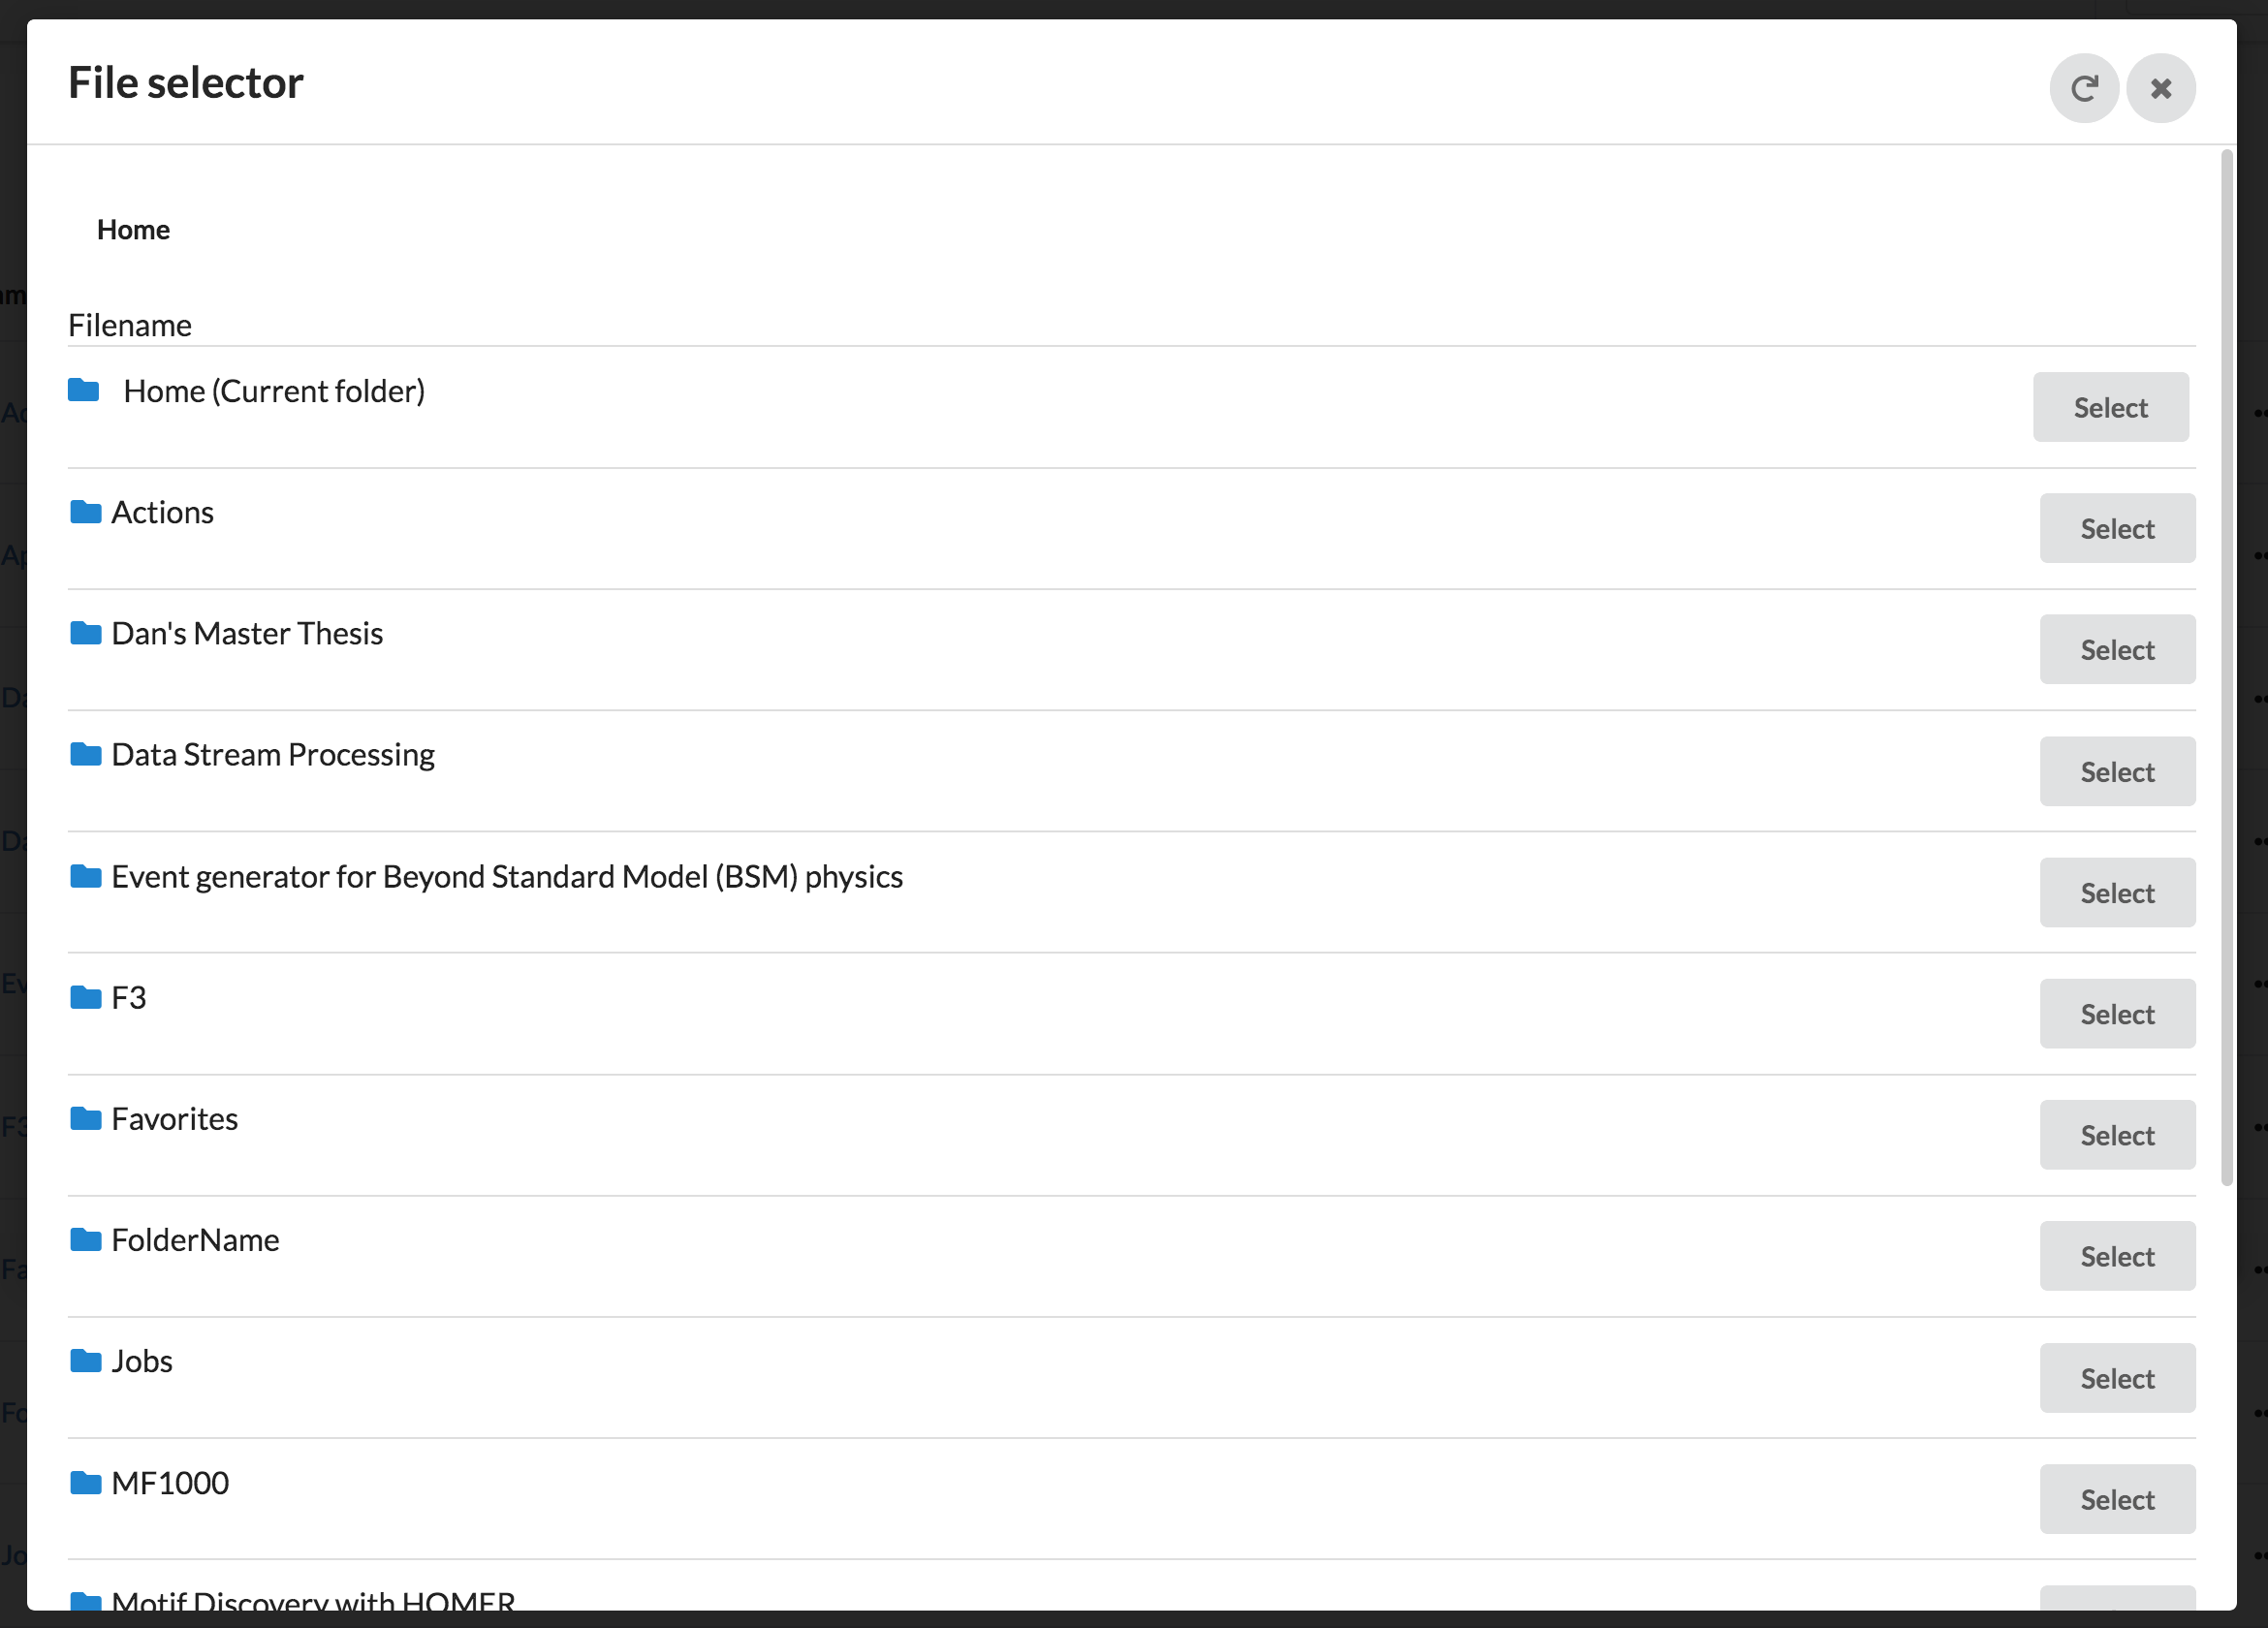 File selector
Home
Filename
Home (Current folder)
Select
Actions
Select
Dan's Master Thesis
Select
Data Stream Processing
Select
Event generator for Beyond Standard Model (BSM) physics
Select
F3
Select
Favorites
Select
FolderName
Select
Jobs
Select
MF1000
Select
Motif Discovery with HOMER